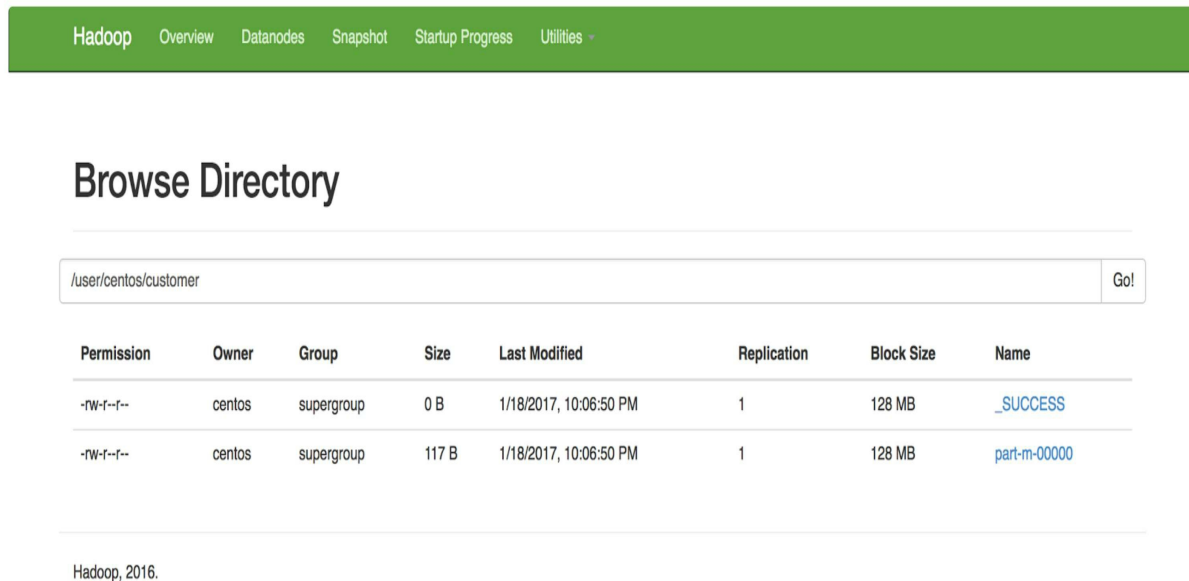 Hadoop Overview Datanodes Snapshot Startup Progress Utilities
Browse Directory
/user/centos/customer Go!
Permission Owner Group Size Last Modified Replication Block Size Name
-rw-r--r-- centos supergroup 0 B 1/18/2017, 10:06:50 PM 1 128 MB _SUCCESS
-rw-r--r-- centos supergroup 117 B 1/18/2017, 10:06:50 PM 1 128 MB part-m-00000
Hadoop, 2016.